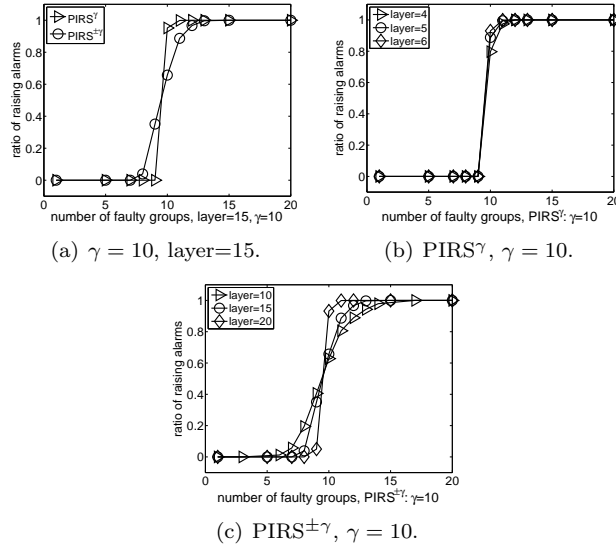 PIRS^γ
PIRS^±γ
ratio of raising alarms
1
0.8
0.6
0.4
0.2
0
0 5 10 15 20
number of faulty groups, layer=15, γ=10
(a) γ = 10, layer=15.
layer=4
layer=5
layer=6
ratio of raising alarms
1
0.8
0.6
0.4
0.2
0
0 5 10 15 20
number of faulty groups, PIRS^γ: γ=10
(b) PIRS^γ, γ = 10.
layer=10
layer=15
layer=20
ratio of raising alarms
1
0.8
0.6
0.4
0.2
0
0 5 10 15 20
number of faulty groups, PIRS^±γ: γ=10
(c) PIRS^±γ, γ = 10.